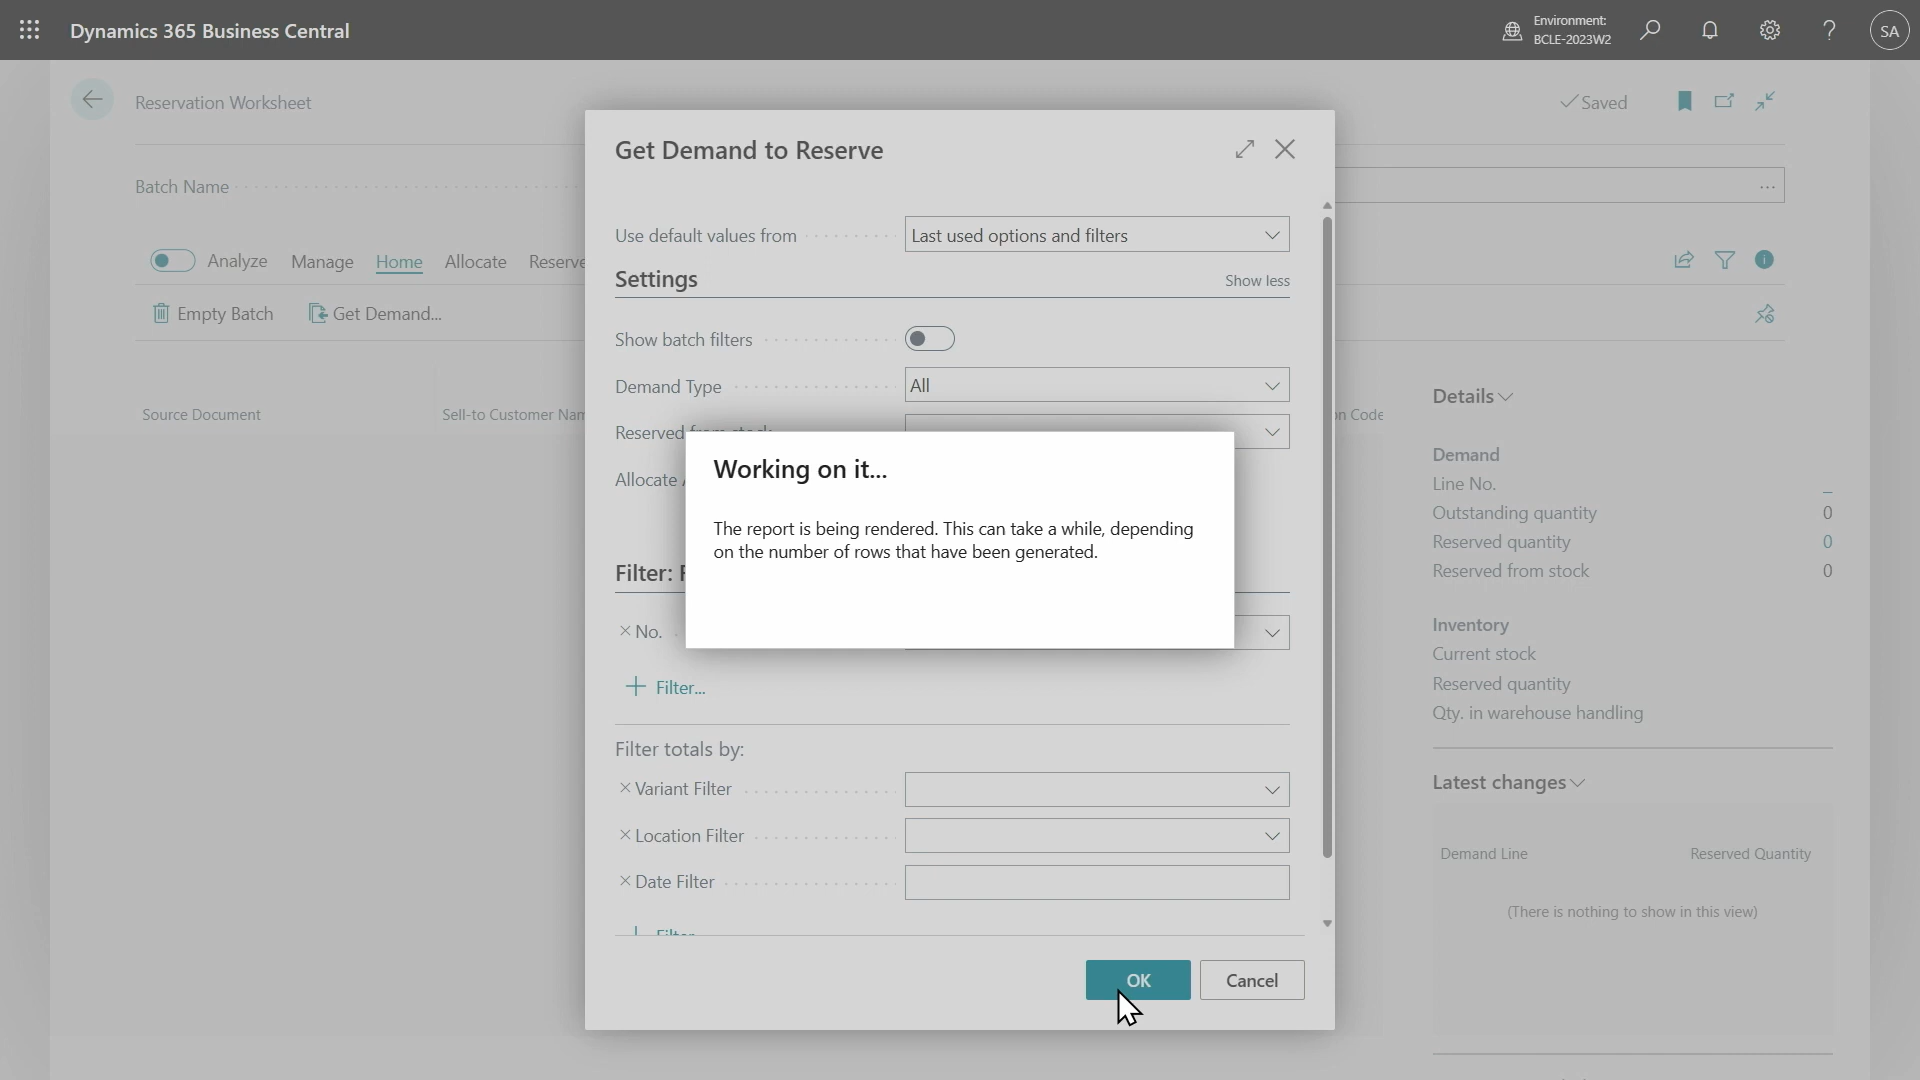 Dynamics 365 Business Central
Environment:
BCLE-2023W2
SA
Reservation Worksheet
Saved
Batch Name
Analyze Manage Home Allocate Reserve
Empty Batch Get Demand...
Source Document Sell-to Customer
Get Demand to Reserve
Use default values from Last used options and filters
Settings Show less
Show batch filters
Demand Type All
Reserved
Allocate
Working on it...
The report is being rendered. This can take a while, depending
on the number of rows that have been generated.
Filter:
No.
Filter...
Filter totals by:
Variant Filter
Location Filter
Date Filter
OK Cancel
Code
Details
Demand
Line No. _
Outstanding quantity 0
Reserved quantity 0
Reserved from stock 0
Inventory
Current stock
Reserved quantity
Qty. in warehouse handling
Latest changes
Demand Line Reserved Quantity
(There is nothing to show in this view)